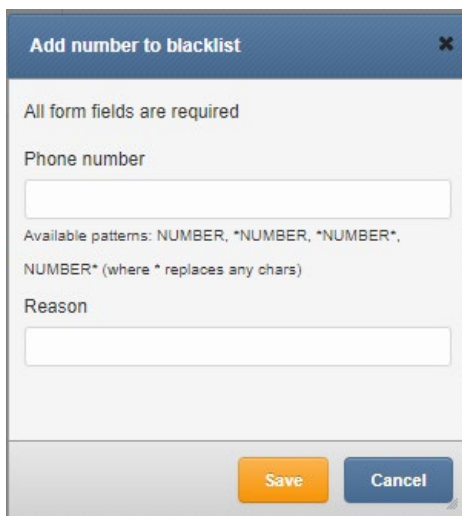 Add number to blacklist
All form fields are required
Phone number
Available patterns: NUMBER, *NUMBER, *NUMBER*,
NUMBER* (where * replaces any chars)
Reason
Save Cancel